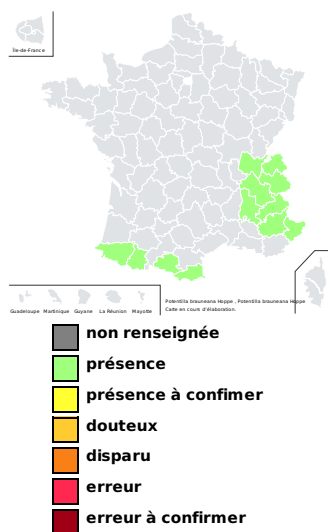 Île-de-France
Guadeloupe Martinique Guyane La Réunion Mayotte
Potentilla brauneana Hoppe , Potentilla brauneana Hoppe
Carte en cours d'élaboration.
non renseignée
présence
présence à confimer
douteux
disparu
erreur
erreur à confirmer